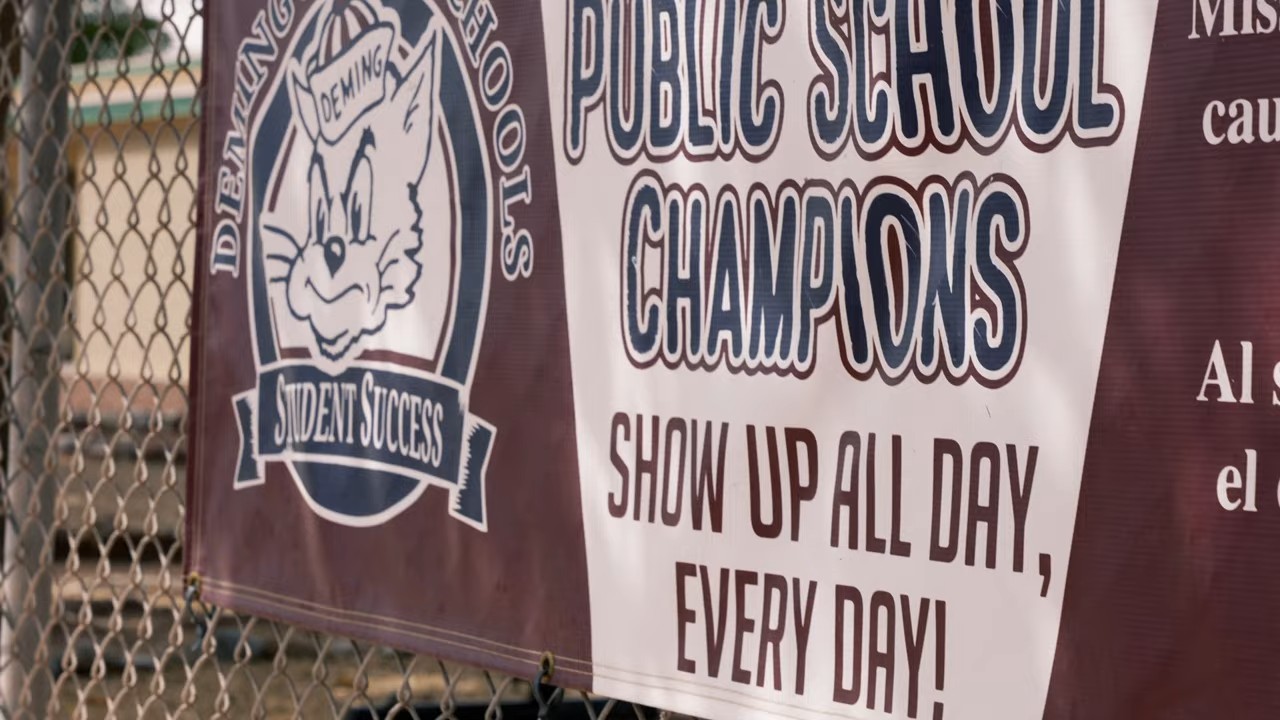 DEMING
SCHOOLS
DEMING
STUDENT SUCCESS
PUBLIC SCHOOL
CHAMPIONS
SHOW UP ALL DAY,
EVERY DAY!
Al
el